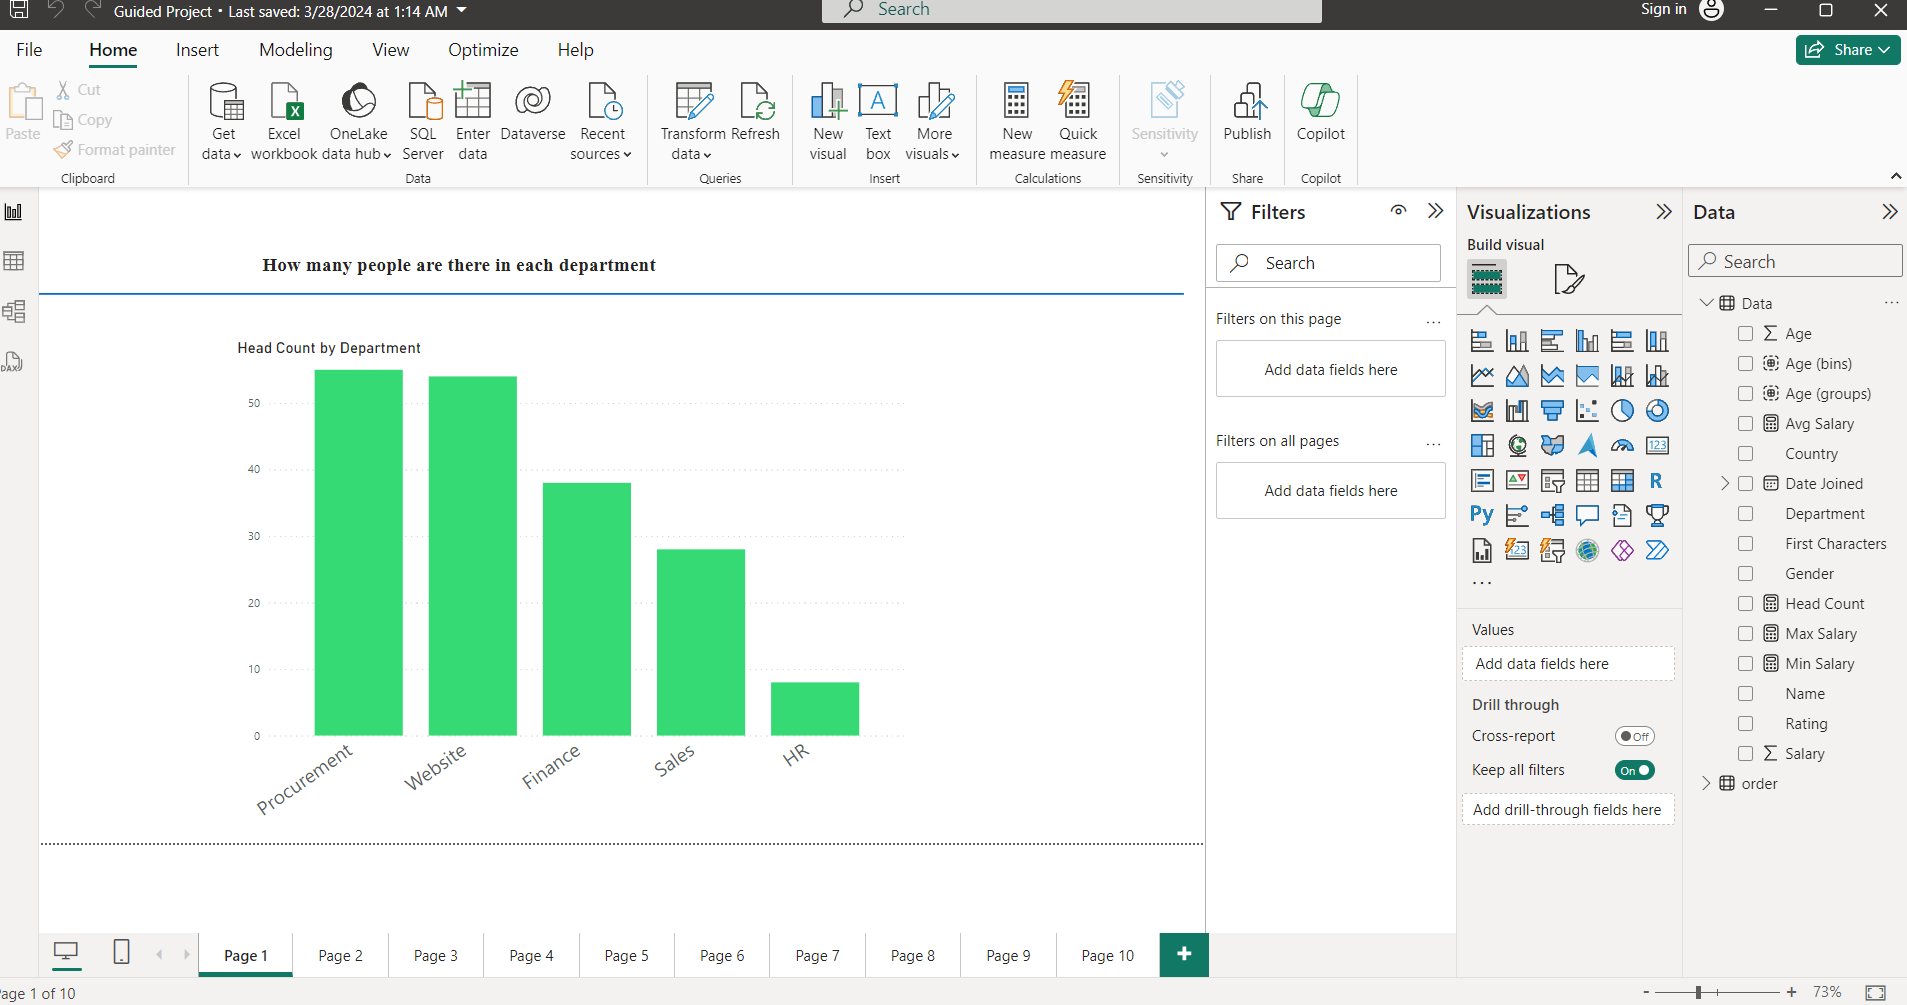 Guided Project • Last saved: 3/28/2024 at 1:14 AM
Search
Sign in
File Home Insert Modeling View Optimize Help
Share
Paste
Cut
Copy
Format painter
Clipboard
Get data
Excel workbook
OneLake data hub
SQL Server
Enter data
Dataverse
Recent sources
Data
Transform data
Refresh
Queries
New visual
Text box
More visuals
Insert
New measure
Quick measure
Calculations
Sensitivity
Sensitivity
Publish
Share
Copilot
Copilot
DAX
How many people are there in each department
Head Count by Department
50
40
30
20
10
0
Procurement Website Finance Sales HR
Filters
Search
Filters on this page ...
Add data fields here
Filters on all pages ...
Add data fields here
Visualizations
Build visual
123
R
Py
123
...
Values
Add data fields here
Drill through
Cross-report Off
Keep all filters On
Add drill-through fields here
Data
Search
Data ...
Σ Age
Age (bins)
Age (groups)
Avg Salary
Country
Date Joined
Department
First Characters
Gender
Head Count
Max Salary
Min Salary
Name
Rating
Σ Salary
order
Page 1 Page 2 Page 3 Page 4 Page 5 Page 6 Page 7 Page 8 Page 9 Page 10 +
age 1 of 10
- + 73%